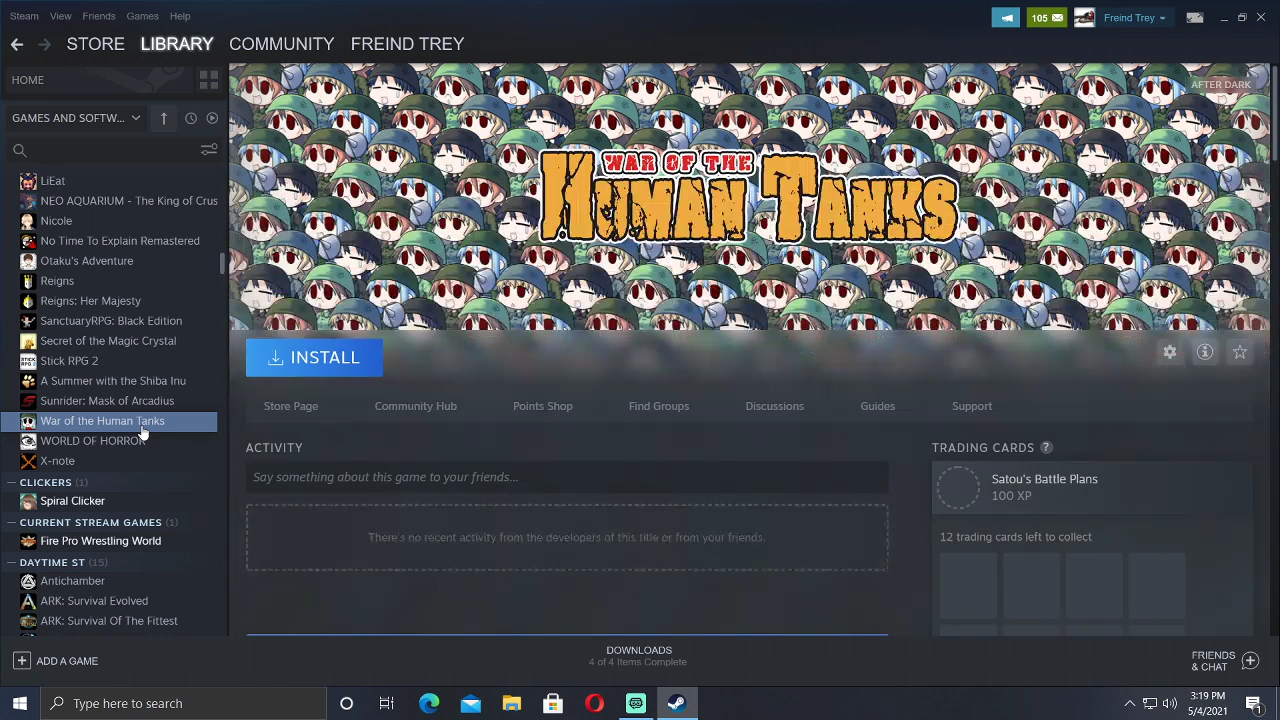 Steam View Friends Games Help
105 Freind Trey
STORE LIBRARY COMMUNITY FREIND TREY
HOME
GAMES AND SOFTW...
AFTER DARK
WAR OF THE
HUMAN TANKS
LiEat
NEO AQUARIUM - The King of Crus
Nicole
No Time To Explain Remastered
Otaku's Adventure
Reigns
Reigns: Her Majesty
SanctuaryRPG: Black Edition
Secret of the Magic Crystal
STICK RPG 2 Stick RPG 2
A Summer with the Shiba Inu
Sunrider: Mask of Arcadius
War of the Human Tanks
WORLD OF HORROR
X-note
— CLICKERS (1)
Spiral Clicker
— CURRENT STREAM GAMES (1)
Fire Pro Wrestling World
— DAYTIME ST (15)
Antichamber
ARK: Survival Evolved
ARK: Survival Of The Fittest
INSTALL
Store Page Community Hub Points Shop Find Groups Discussions Guides Support
ACTIVITY
Say something about this game to your friends...
There's no recent activity from the developers of this title or from your friends.
TRADING CARDS ?
Satou's Battle Plans
100 XP
12 trading cards left to collect
+ ADD A GAME
DOWNLOADS
4 of 4 Items Complete
FRIENDS
& CHAT +
Type here to search
3:19 PM
5/4/2021
1